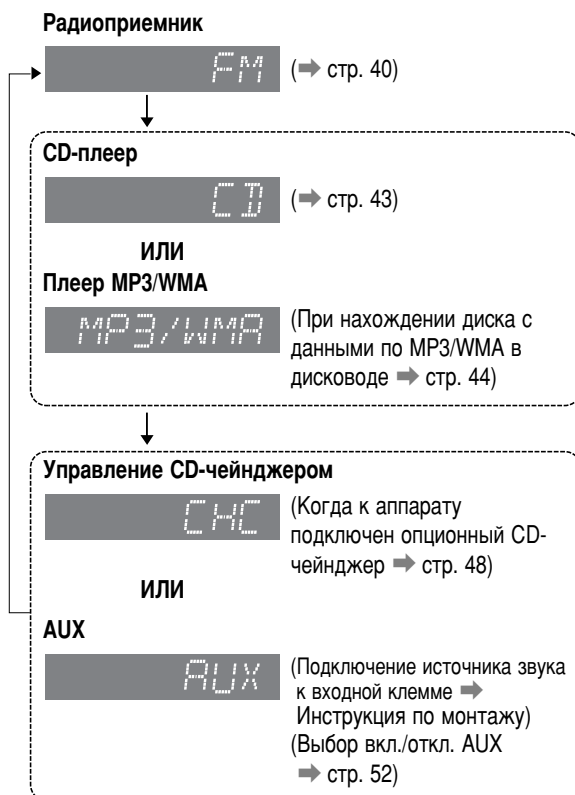 Радиоприемник
FM (➡ стр. 40)
CD-плеер
CD (➡ стр. 43)
ИЛИ
Плеер MP3/WMA
MP3/WMA (При нахождении диска с
данными по MP3/WMA в
дисководе ➡ стр. 44)
Управление CD-чейнджером
CHC (Когда к аппарату
подключен опционный CD-
чейнджер ➡ стр. 48)
ИЛИ
AUX
AUX (Подключение источника звука
к входной клемме ➡
Инструкция по монтажу)
(Выбор вкл./откл. AUX
➡ стр. 52)